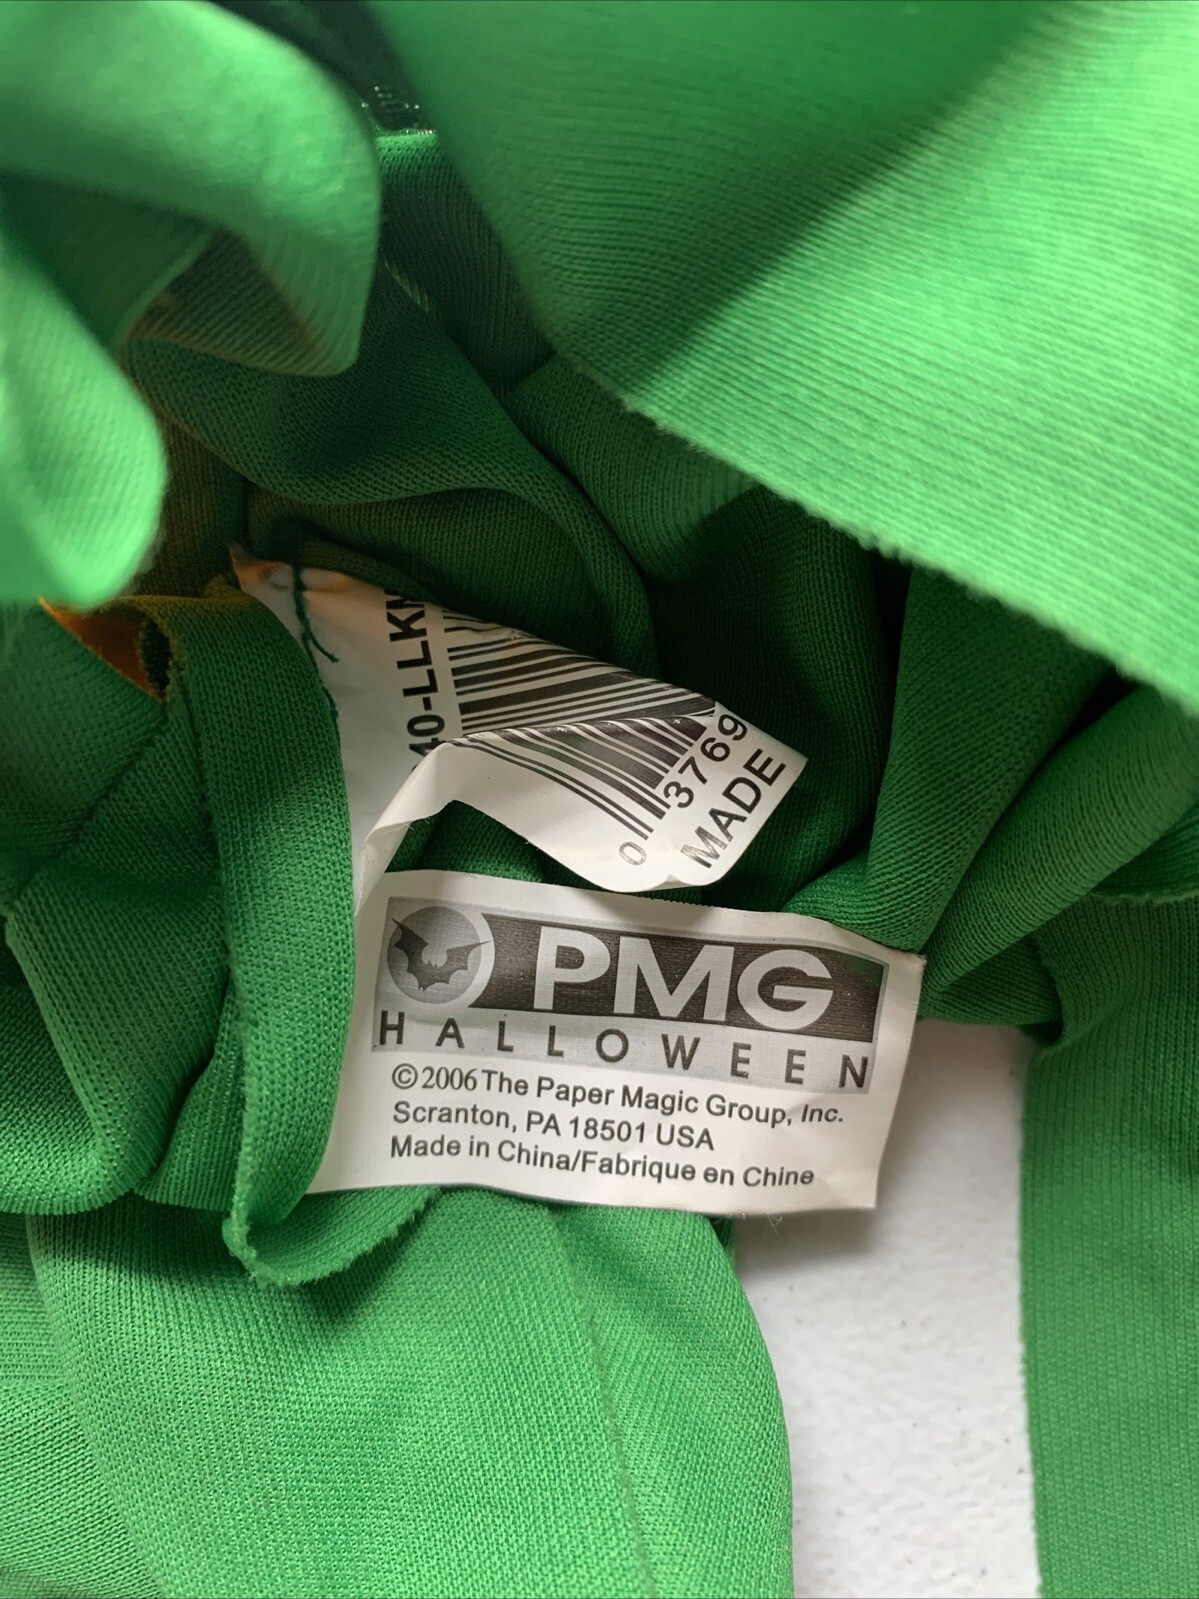 40-LLK
0 3769
MADE
PMG
HALLOWEEN
©2006 The Paper Magic Group, Inc.
Scranton, PA 18501 USA
Made in China/Fabrique en Chine